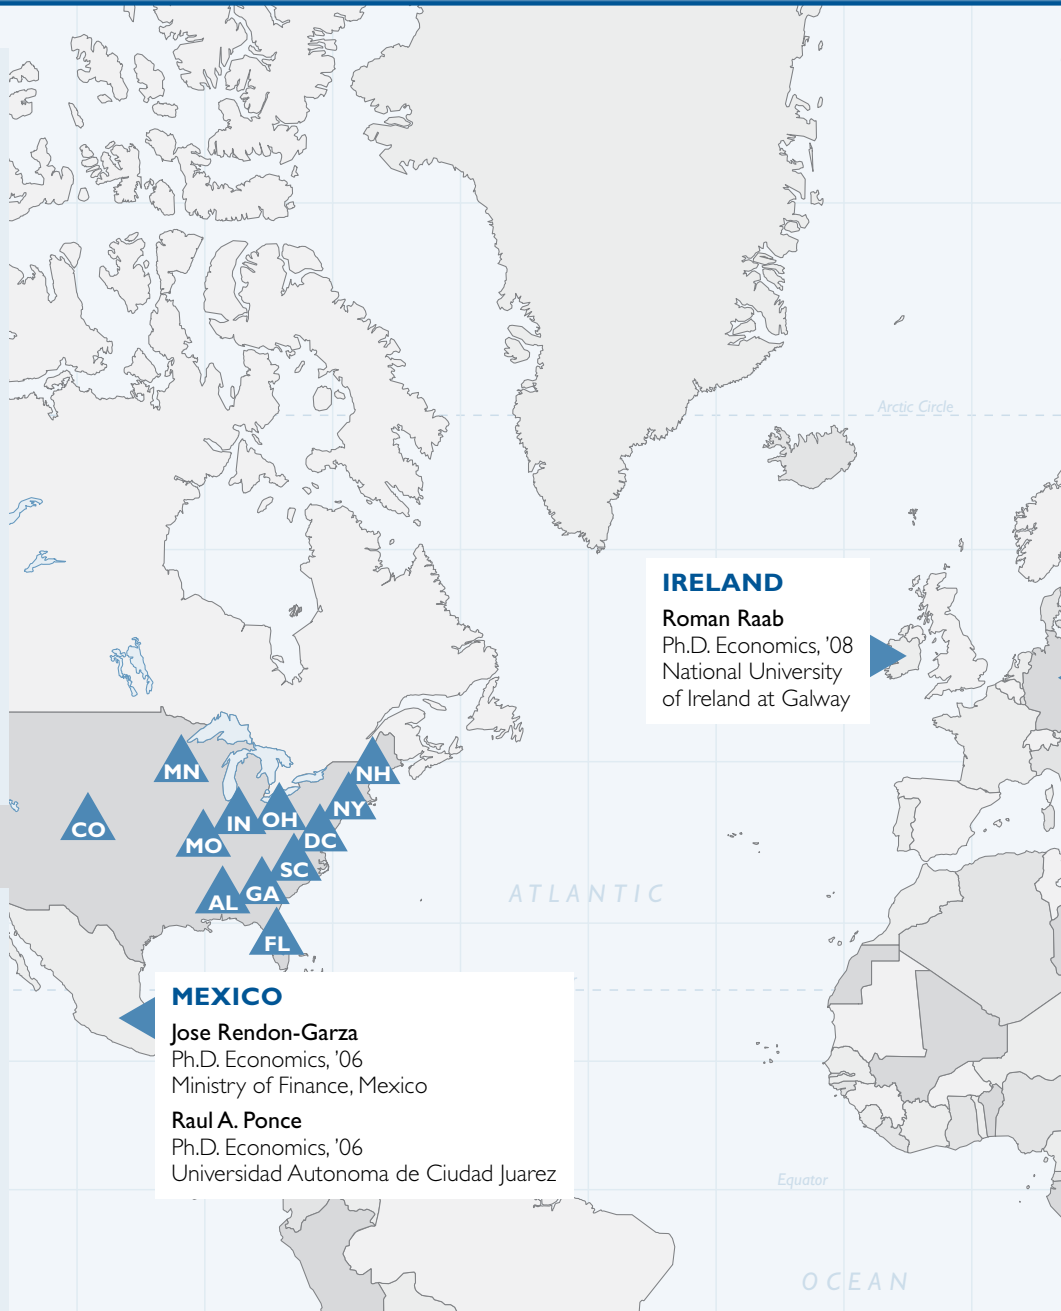 Arctic Circle
IRELAND
Roman Raab
Ph.D. Economics, ’08
National University
of Ireland at Galway
MN
NH
NY
CO
IN
OH
MO
DC
SC
AL
GA
FL
ATLANTIC
MEXICO
Jose Rendon-Garza
Ph.D. Economics, ’06
Ministry of Finance, Mexico
Raul A. Ponce
Ph.D. Economics, ’06
Universidad Autonoma de Ciudad Juarez
Equator
OCEAN